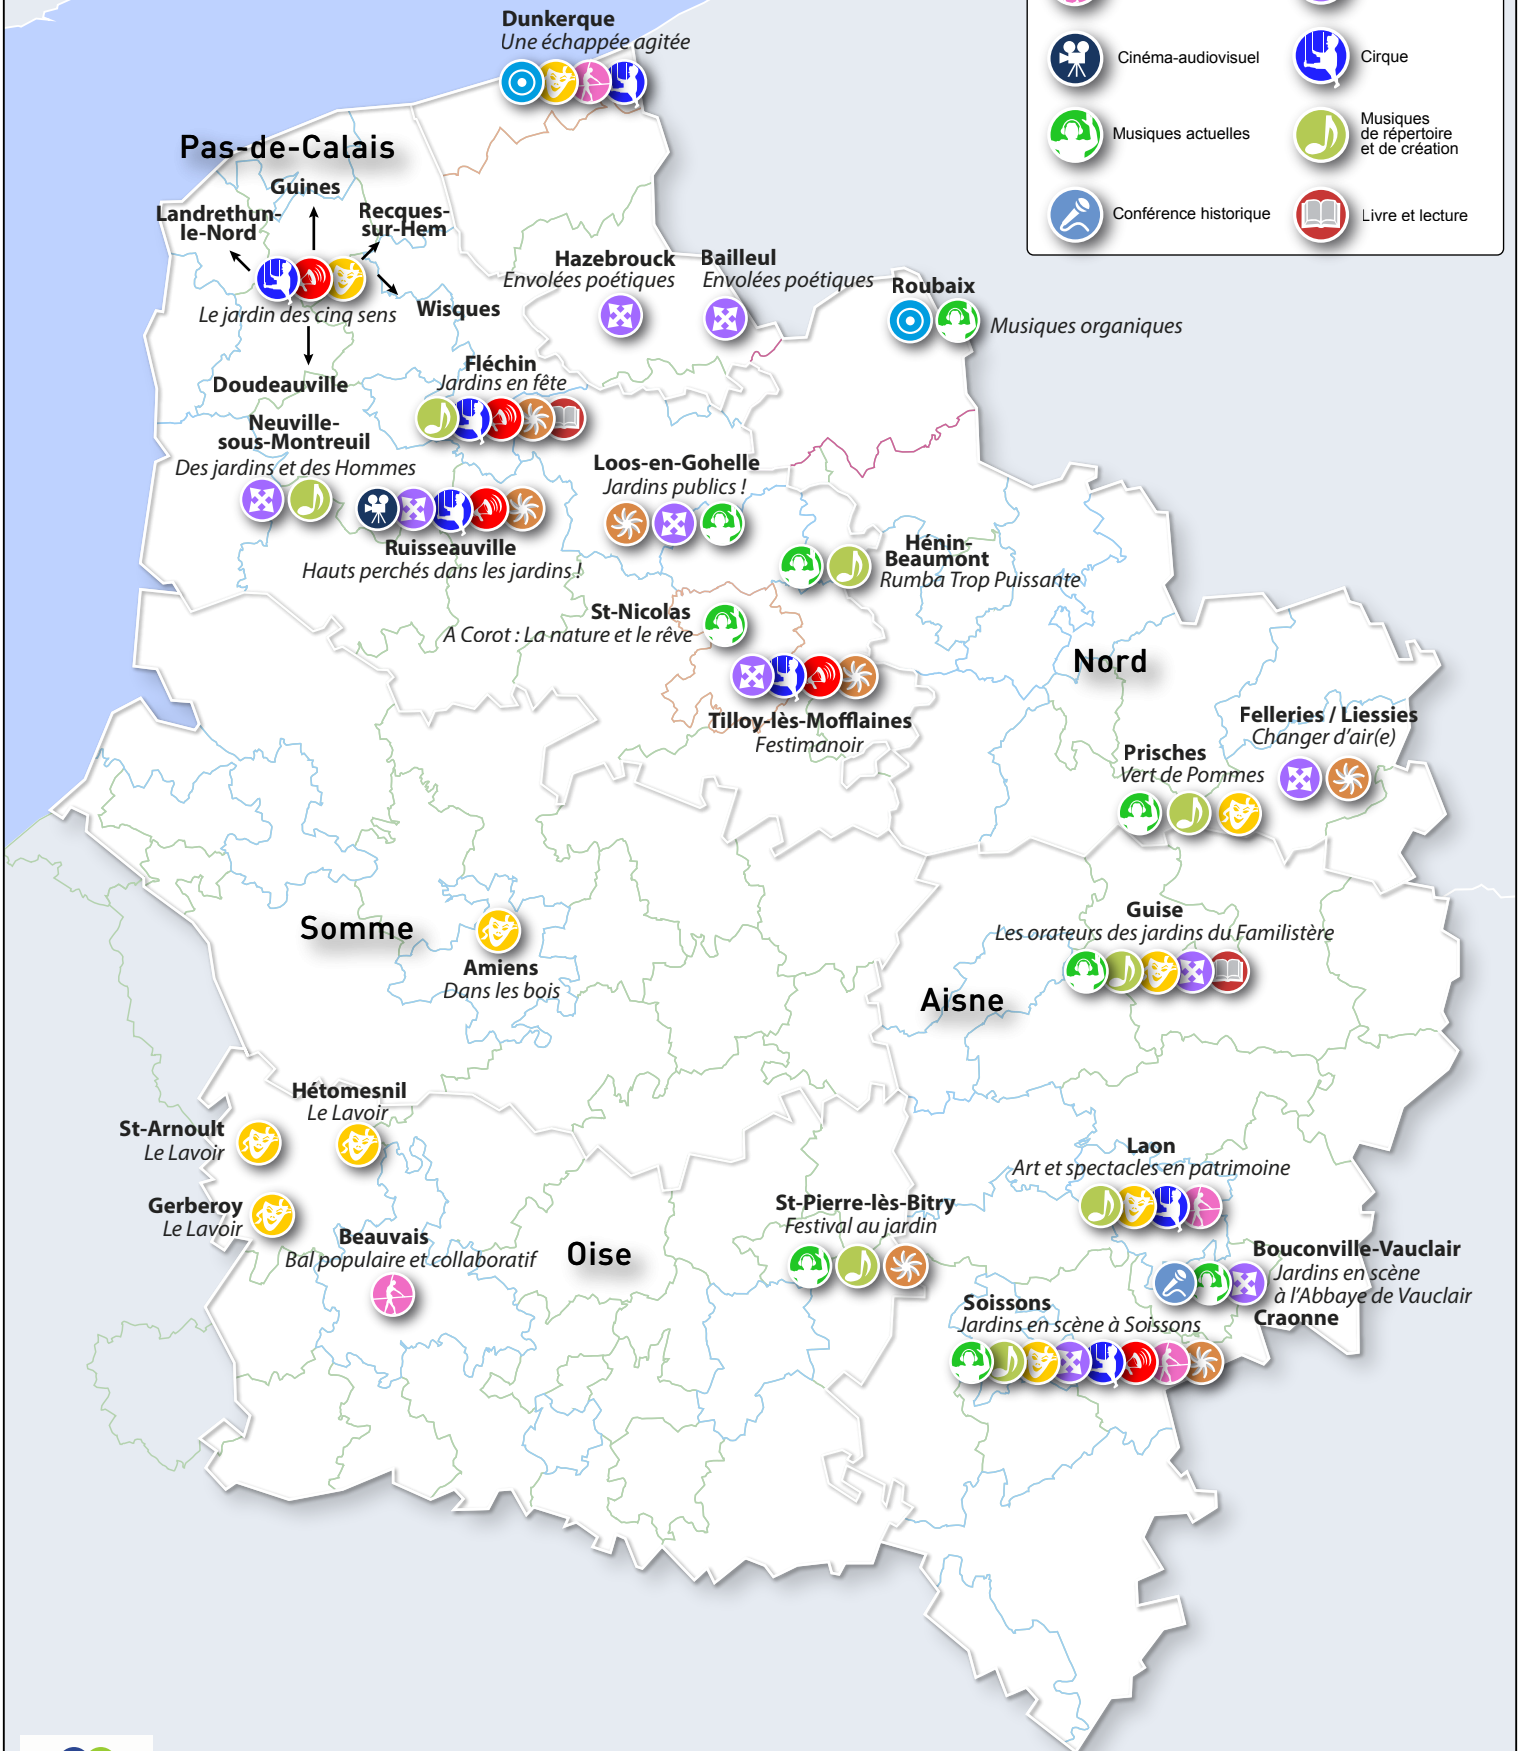 Dunkerque
Une échappée agitée
Cinéma-audiovisuel
Cirque
Musiques actuelles
Musiques
de répertoire
et de création
Conférence historique
Livre et lecture
Pas-de-Calais
Guines
Landrethun-
le-Nord
Recques-
sur-Hem
Le jardin des cinq sens
Wisques
Doudeauville
Hazebrouck
Envolées poétiques
Bailleul
Envolées poétiques
Roubaix
Musiques organiques
Fléchin
Jardins en fête
Neuville-
sous-Montreuil
Des jardins et des Hommes
Ruisseauville
Hauts perchés dans les jardins !
Loos-en-Gohelle
Jardins publics !
Hénin-
Beaumont
Rumba Trop Puissante
St-Nicolas
A Corot : La nature et le rêve
Tilloy-lès-Mofflaines
Festimanoir
Nord
Felleries / Liessies
Changer d'air(e)
Prisches
Vert de Pommes
Somme
Amiens
Dans les bois
Guise
Les orateurs des jardins du Familistère
Aisne
Hétomesnil
Le Lavoir
St-Arnoult
Le Lavoir
Gerberoy
Le Lavoir
Beauvais
Bal populaire et collaboratif
Oise
St-Pierre-lès-Bitry
Festival au jardin
Laon
Art et spectacles en patrimoine
Bouconville-Vauclair
Jardins en scène
à l'Abbaye de Vauclair
Craonne
Soissons
Jardins en scène à Soissons